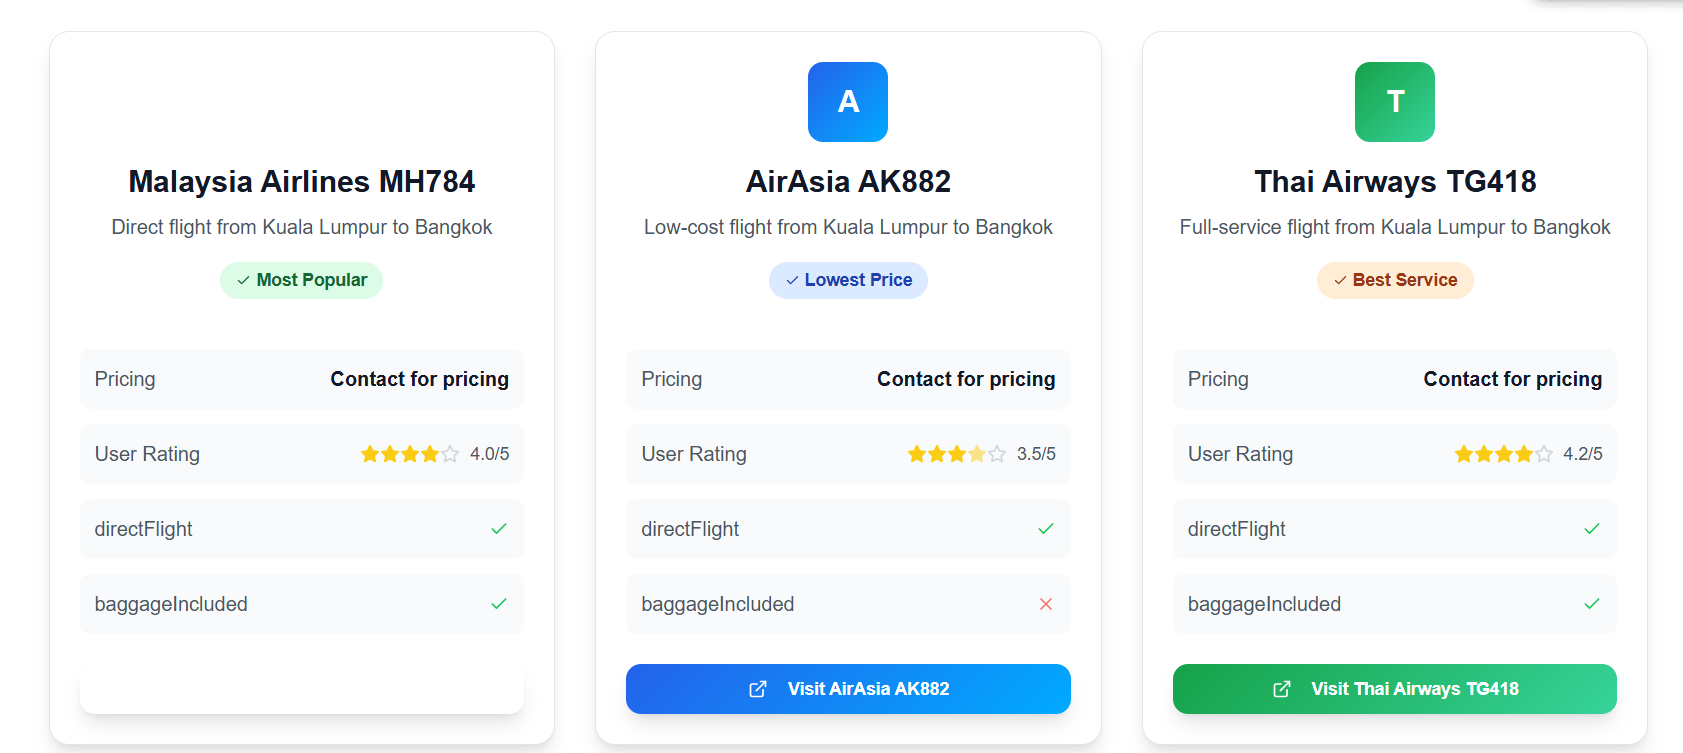 Malaysia Airlines MH784
Direct flight from Kuala Lumpur to Bangkok
Most Popular
Pricing
Contact for pricing
User Rating
4.0/5
directFlight
baggageIncluded
A
AirAsia AK882
Low-cost flight from Kuala Lumpur to Bangkok
Lowest Price
Pricing
Contact for pricing
User Rating
3.5/5
directFlight
baggageIncluded
Visit AirAsia AK882
T
Thai Airways TG418
Full-service flight from Kuala Lumpur to Bangkok
Best Service
Pricing
Contact for pricing
User Rating
4.2/5
directFlight
baggageIncluded
Visit Thai Airways TG418